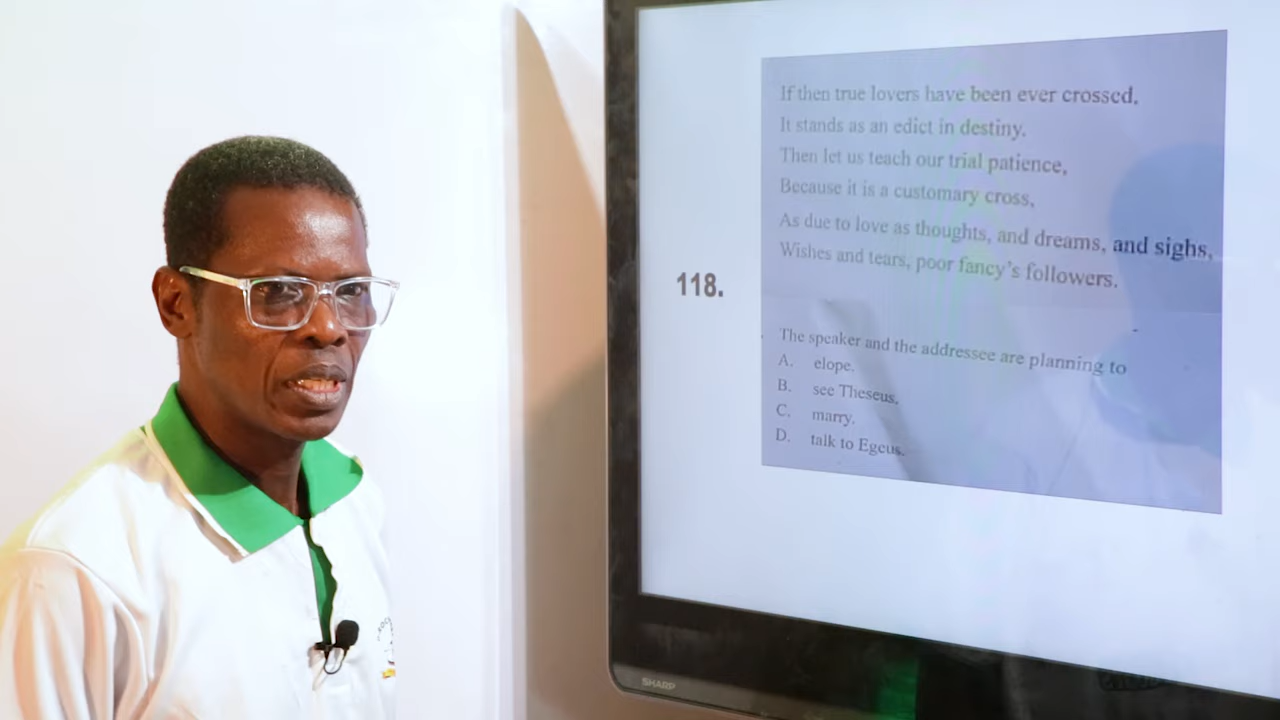 If then true lovers have been ever crossed,
It stands as an edict in destiny.
Then let us teach our trial patience,
Because it is a customary cross,
As due to love as thoughts, and dreams, and sighs,
Wishes and tears, poor fancy's followers.
118.
The speaker and the addressee are planning to
A. elope.
B. see Theseus.
C. marry.
D. talk to Egeus.
SHARP